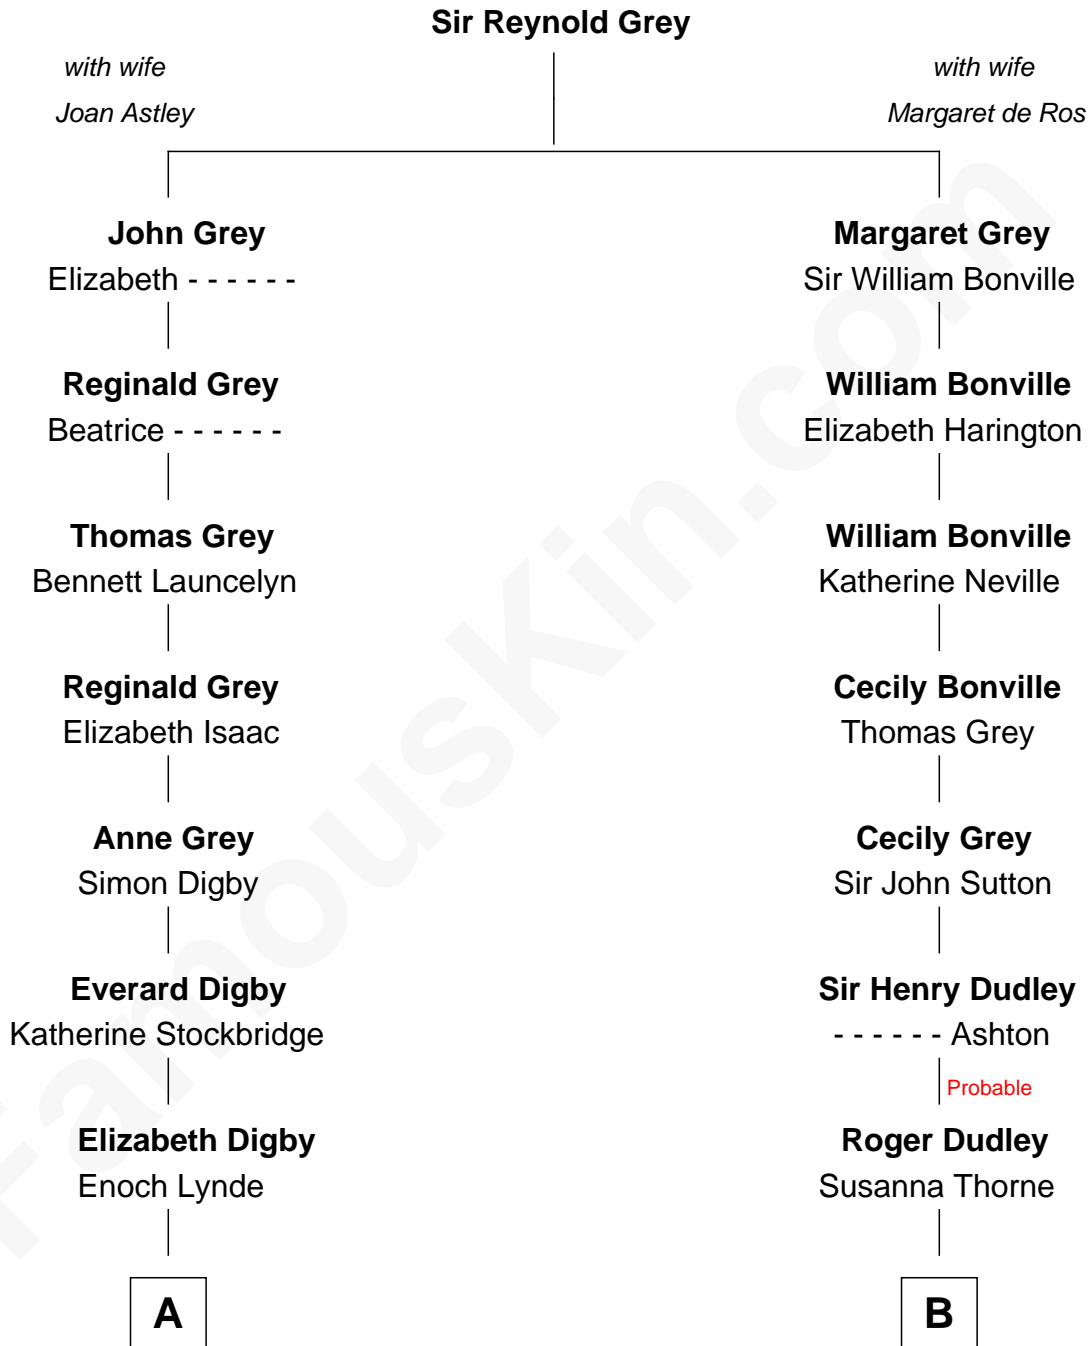 Sir Reynold Grey
with wife
Joan Astley
with wife
Margaret de Ros
John Grey
Elizabeth - - - - - -
Margaret Grey
Sir William Bonville
Reginald Grey
Beatrice - - - - - -
William Bonville
Elizabeth Harington
Thomas Grey
Bennett Launcelyn
William Bonville
Katherine Neville
Reginald Grey
Elizabeth Isaac
Cecily Bonville
Thomas Grey
Anne Grey
Simon Digby
Cecily Grey
Sir John Sutton
Everard Digby
Katherine Stockbridge
Sir Henry Dudley
- - - - - - Ashton
Probable
Elizabeth Digby
Enoch Lynde
Roger Dudley
Susanna Thorne
A
B
FamousKin.com